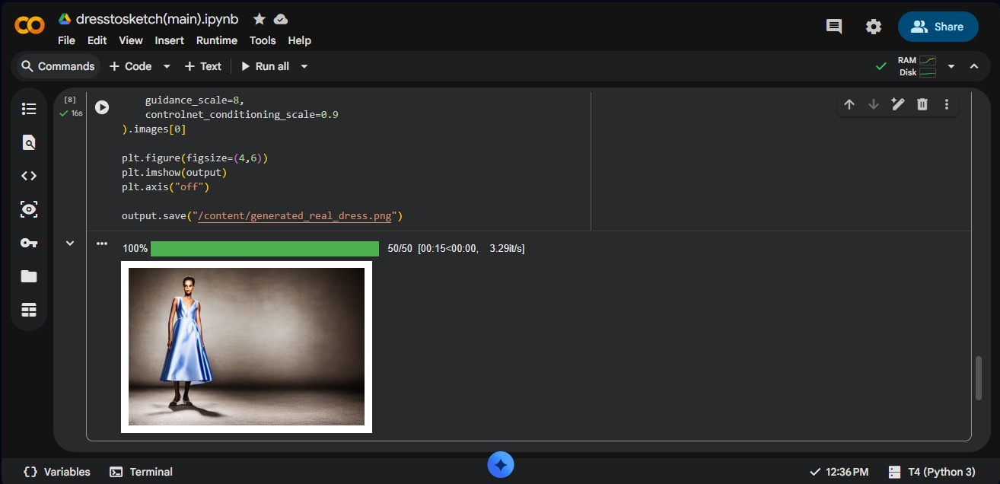 dresstosketch(main).ipynb
File Edit View Insert Runtime Tools Help
Share
Commands + Code + Text Run all
RAM
Disk
[8]
16s
guidance_scale=8,
controlnet_conditioning_scale=0.9
).images[0]
plt.figure(figsize=(4,6))
plt.imshow(output)
plt.axis("off")
output.save("/content/generated_real_dress.png")
100% 50/50 [00:15<00:00, 3.29it/s]
{} Variables Terminal
12:36 PM T4 (Python 3)